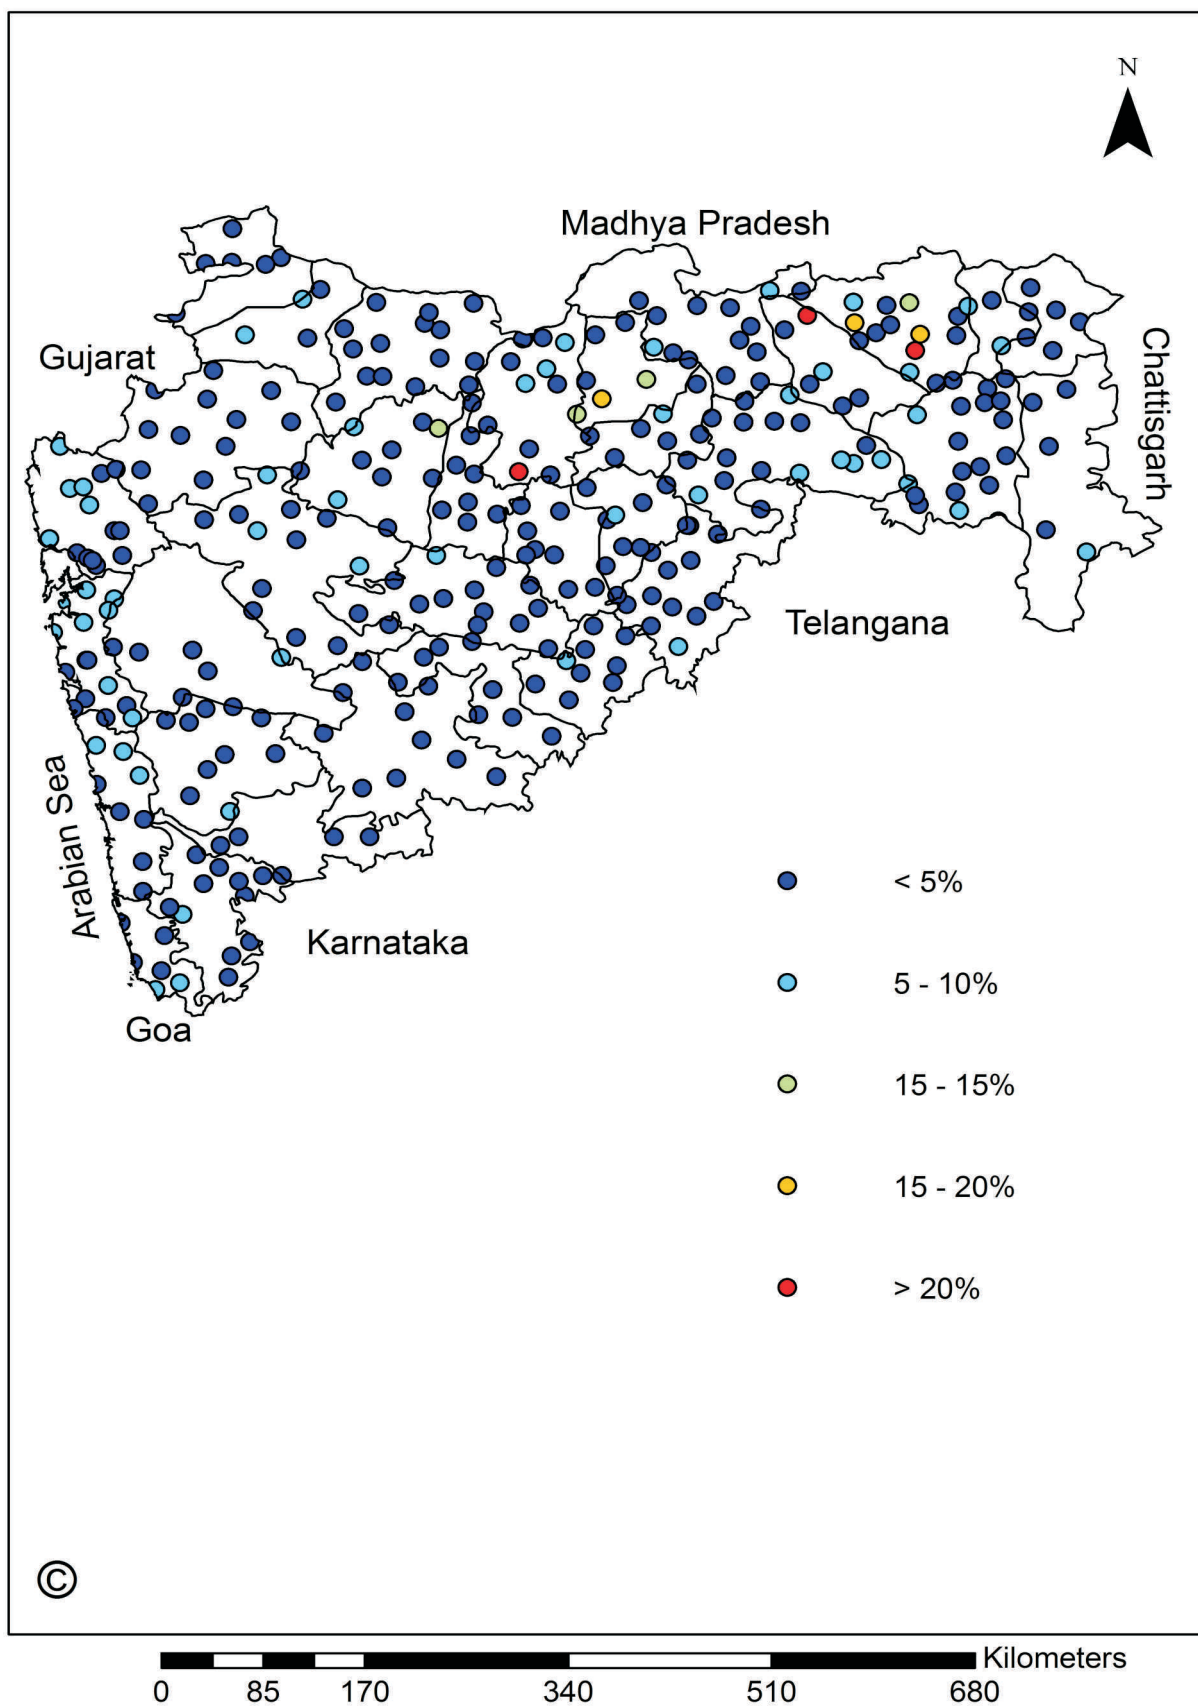 N
Madhya Pradesh
Gujarat
Chattisgarh
Telangana
Arabian Sea
< 5%
Karnataka
5 - 10%
Goa
15 - 15%
15 - 20%
> 20%
©
Kilometers
0 85 170 340 510 680